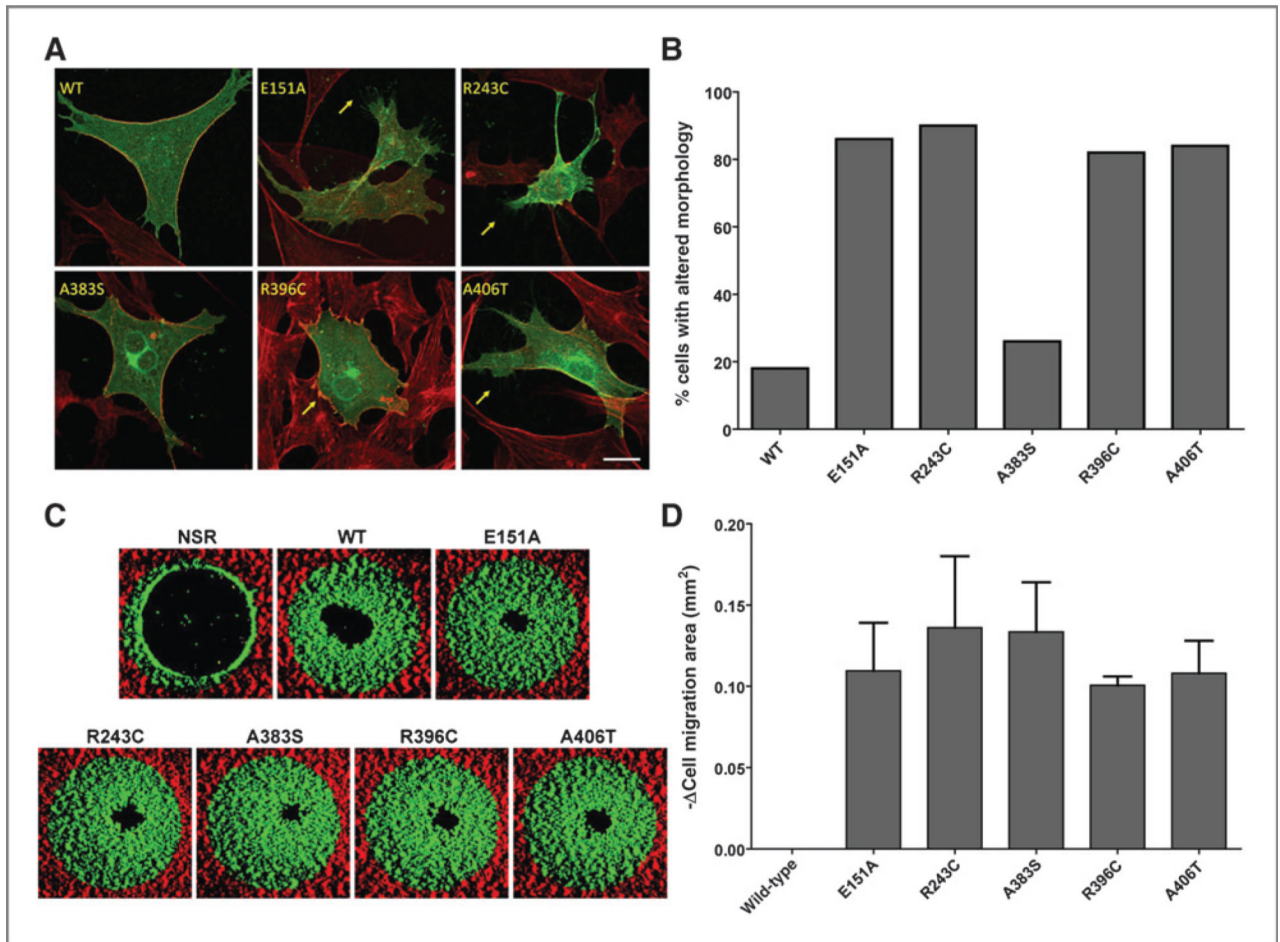 A
WT
E151A
R243C
A383S
R396C
A406T
B
% cells with altered morphology
100
80
60
40
20
0
WT
E151A
R243C
A383S
R396C
A406T
C
NSR
WT
E151A
R243C
A383S
R396C
A406T
D
-ΔCell migration area (mm²)
0.20
0.15
0.10
0.05
0.00
Wild-type
E151A
R243C
A383S
R396C
A406T